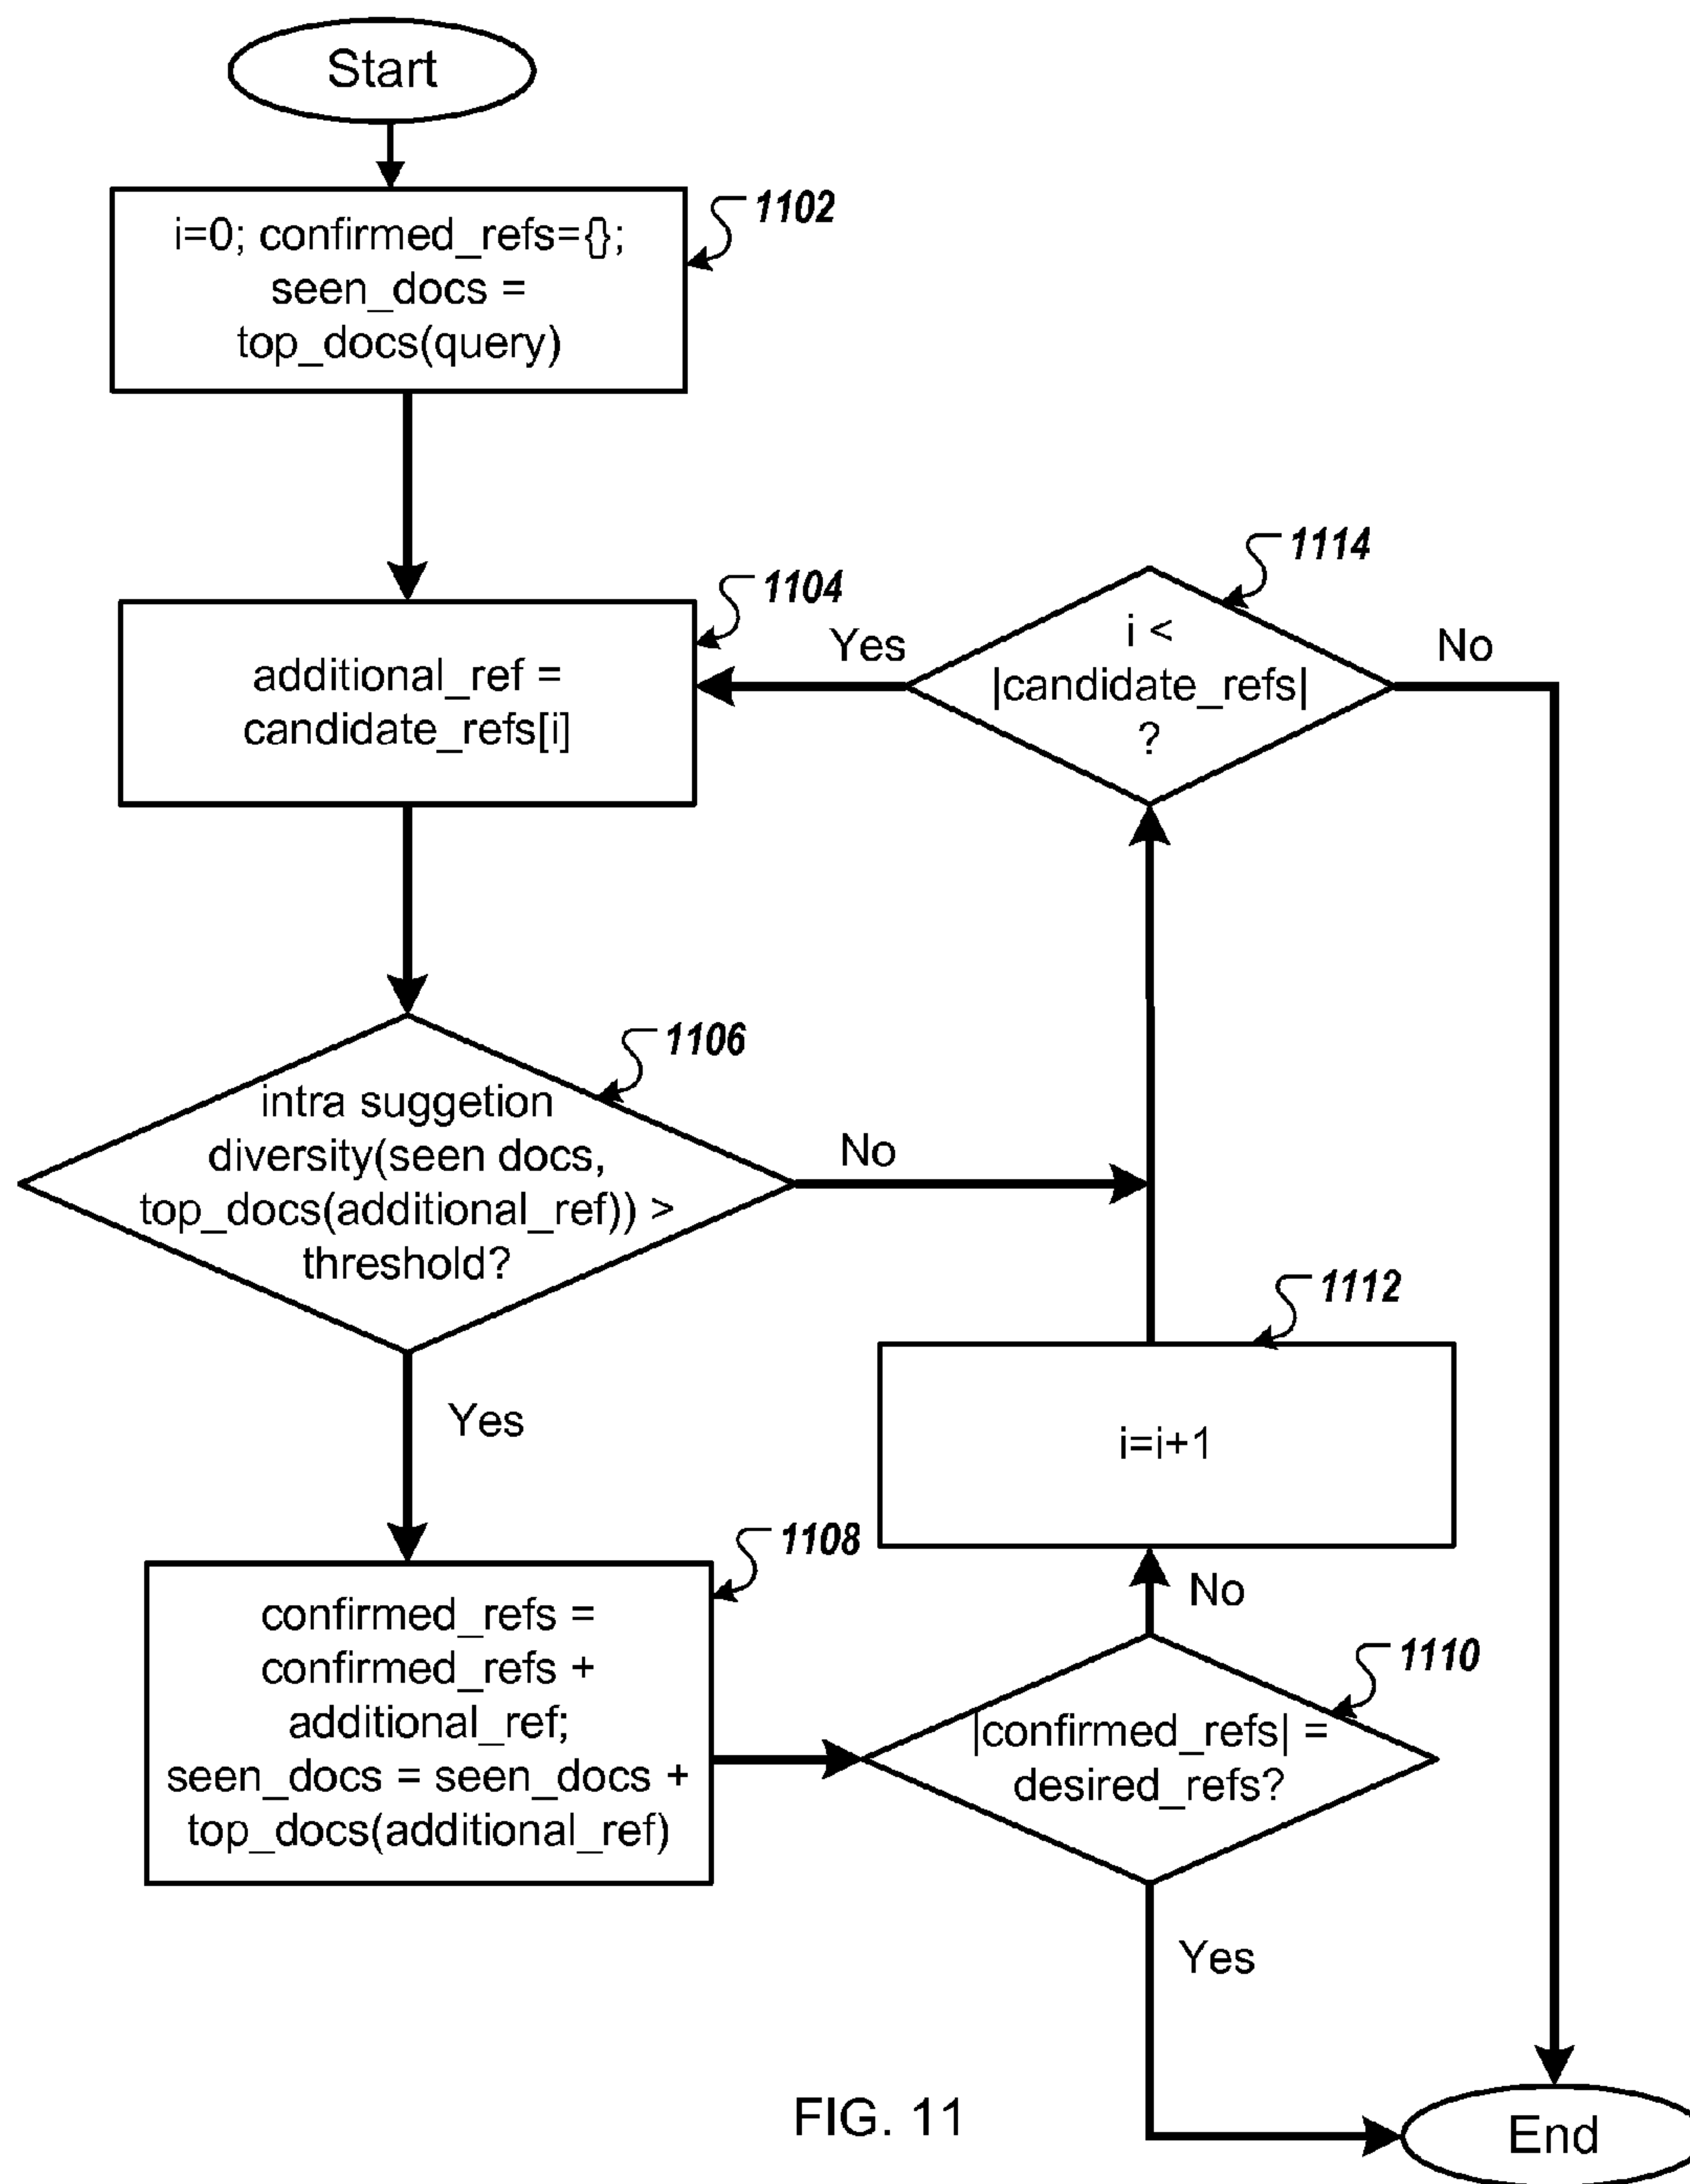 Start
1102
i=0; confirmed_refs={};
seen_docs =
top_docs(query)
1104
additional_ref =
candidate_refs[i]
1114
Yes
i <
|candidate_refs|
?
No
1106
intra suggetion
diversity(seen docs,
top_docs(additional_ref)) >
threshold?
No
Yes
1112
i=i+1
No
1108
confirmed_refs =
confirmed_refs +
additional_ref;
seen_docs = seen_docs +
top_docs(additional_ref)
1110
|confirmed_refs| =
desired_refs?
Yes
End
FIG. 11